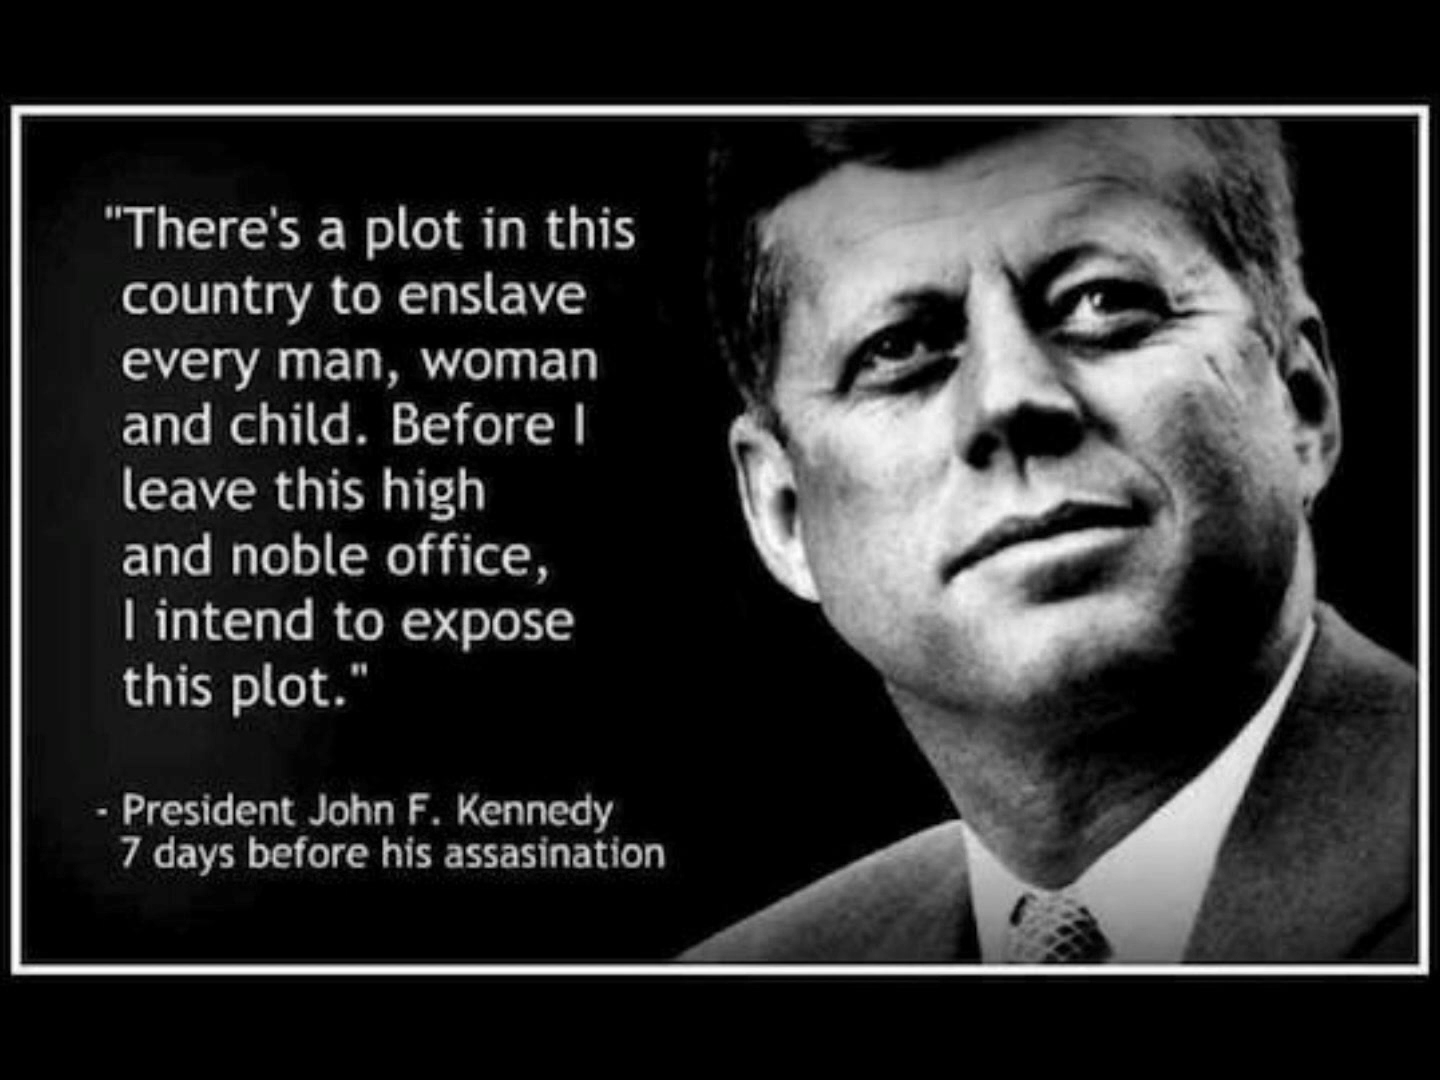 "There's a plot in this
country to enslave
every man, woman
and child. Before I
leave this high
and noble office,
I intend to expose
this plot."
- President John F. Kennedy
7 days before his assasination